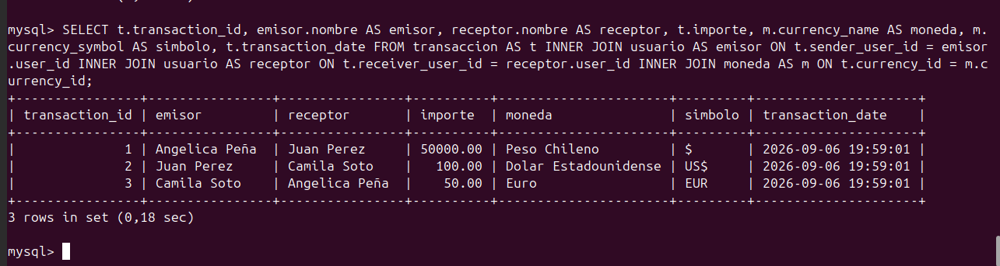 mysql> SELECT t.transaction_id, emisor.nombre AS emisor, receptor.nombre AS receptor, t.importe, m.currency_name AS moneda, m.
currency_symbol AS simbolo, t.transaction_date FROM transaccion AS t INNER JOIN usuario AS emisor ON t.sender_user_id = emisor
.user_id INNER JOIN usuario AS receptor ON t.receiver_user_id = receptor.user_id INNER JOIN moneda AS m ON t.currency_id = m.c
urrency_id;
+----------------+----------------+----------------+----------+----------------------+---------+---------------------+
| transaction_id | emisor         | receptor       | importe  | moneda               | simbolo | transaction_date    |
+----------------+----------------+----------------+----------+----------------------+---------+---------------------+
|              1 | Angelica Peña  | Juan Perez     | 50000.00 | Peso Chileno         | $       | 2026-09-06 19:59:01 |
|              2 | Juan Perez     | Camila Soto    |   100.00 | Dolar Estadounidense | US$     | 2026-09-06 19:59:01 |
|              3 | Camila Soto    | Angelica Peña  |    50.00 | Euro                 | EUR     | 2026-09-06 19:59:01 |
+----------------+----------------+----------------+----------+----------------------+---------+---------------------+
3 rows in set (0,18 sec)
mysql>